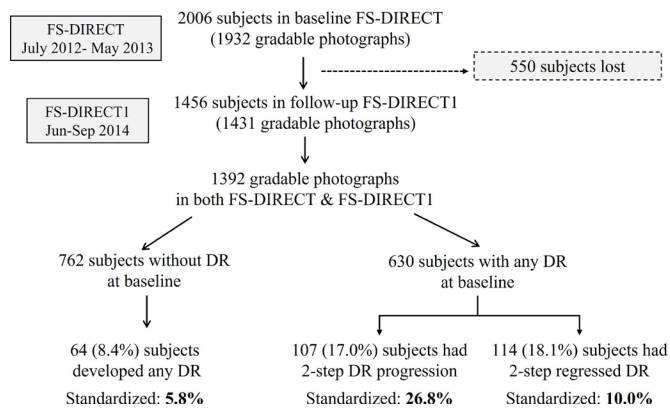 FS-DIRECT
July 2012- May 2013
2006 subjects in baseline FS-DIRECT
(1932 gradable photographs)
550 subjects lost
FS-DIRECT1
Jun-Sep 2014
1456 subjects in follow-up FS-DIRECT1
(1431 gradable photographs)
1392 gradable photographs
in both FS-DIRECT & FS-DIRECT1
762 subjects without DR
at baseline
630 subjects with any DR
at baseline
64 (8.4%) subjects
developed any DR
Standardized: 5.8%
107 (17.0%) subjects had
2-step DR progression
Standardized: 26.8%
114 (18.1%) subjects had
2-step regressed DR
Standardized: 10.0%